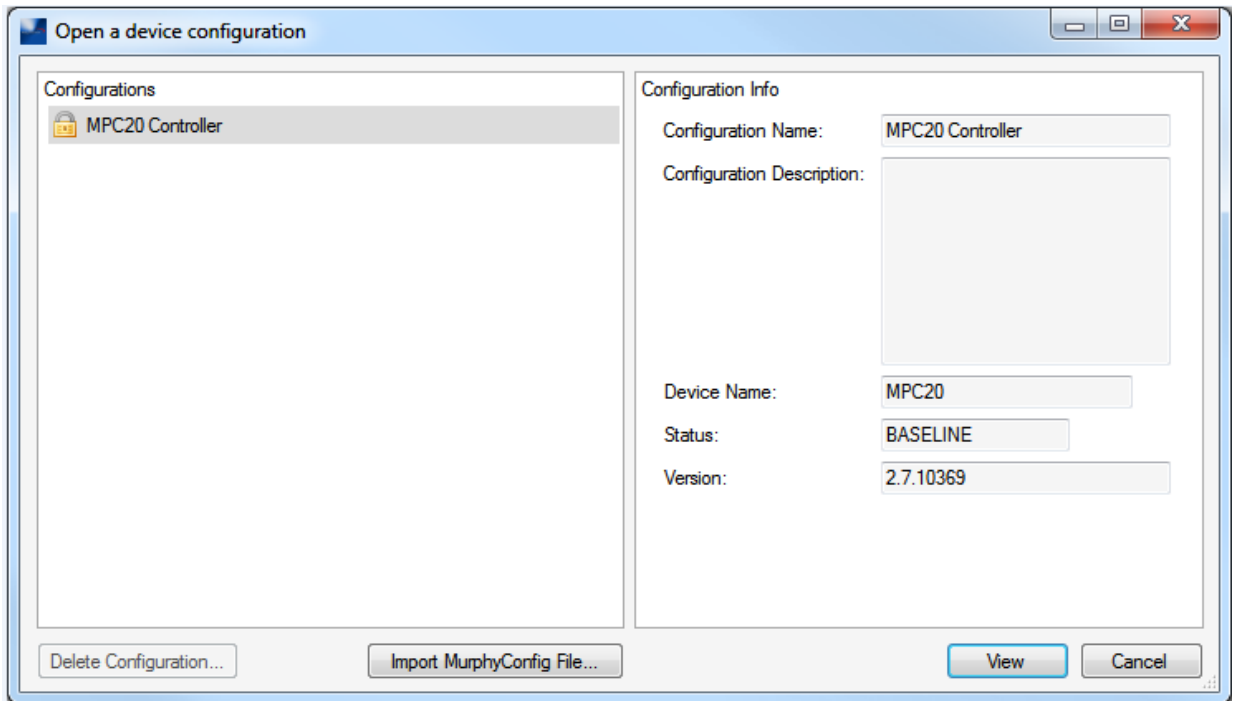 Open a device configuration
Configurations
MPC20 Controller
Configuration Info
Configuration Name: MPC20 Controller
Configuration Description:
Device Name: MPC20
Status: BASELINE
Version: 2.7.10369
Delete Configuration... Import MurphyConfig File... View Cancel